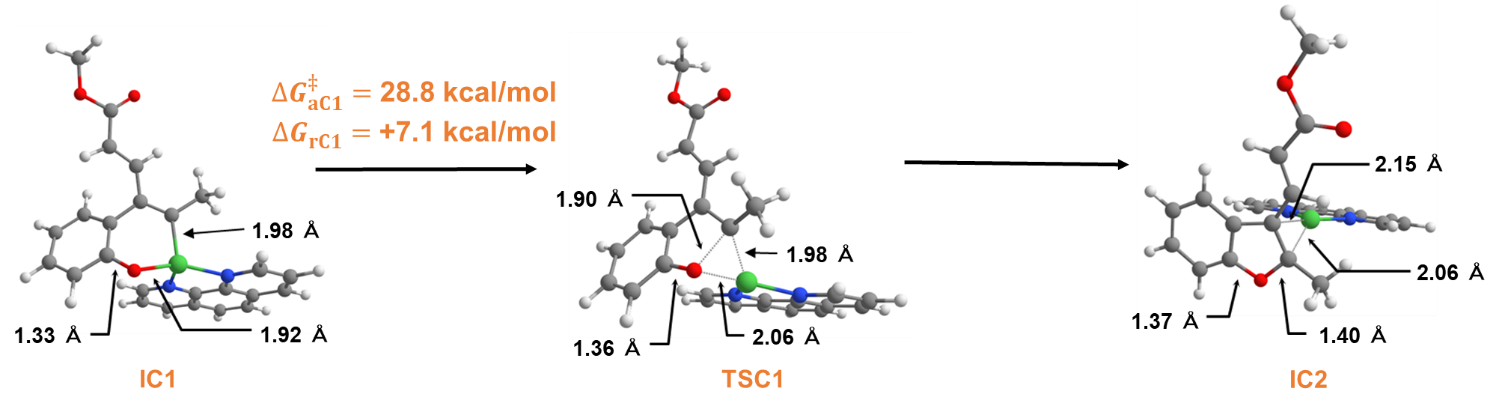 ΔG‡aC1 = 28.8 kcal/mol
ΔGrC1 = +7.1 kcal/mol
1.98 Å
1.33 Å
1.92 Å
IC1
1.90 Å
1.98 Å
1.36 Å
2.06 Å
TSC1
2.15 Å
2.06 Å
1.37 Å
1.40 Å
IC2